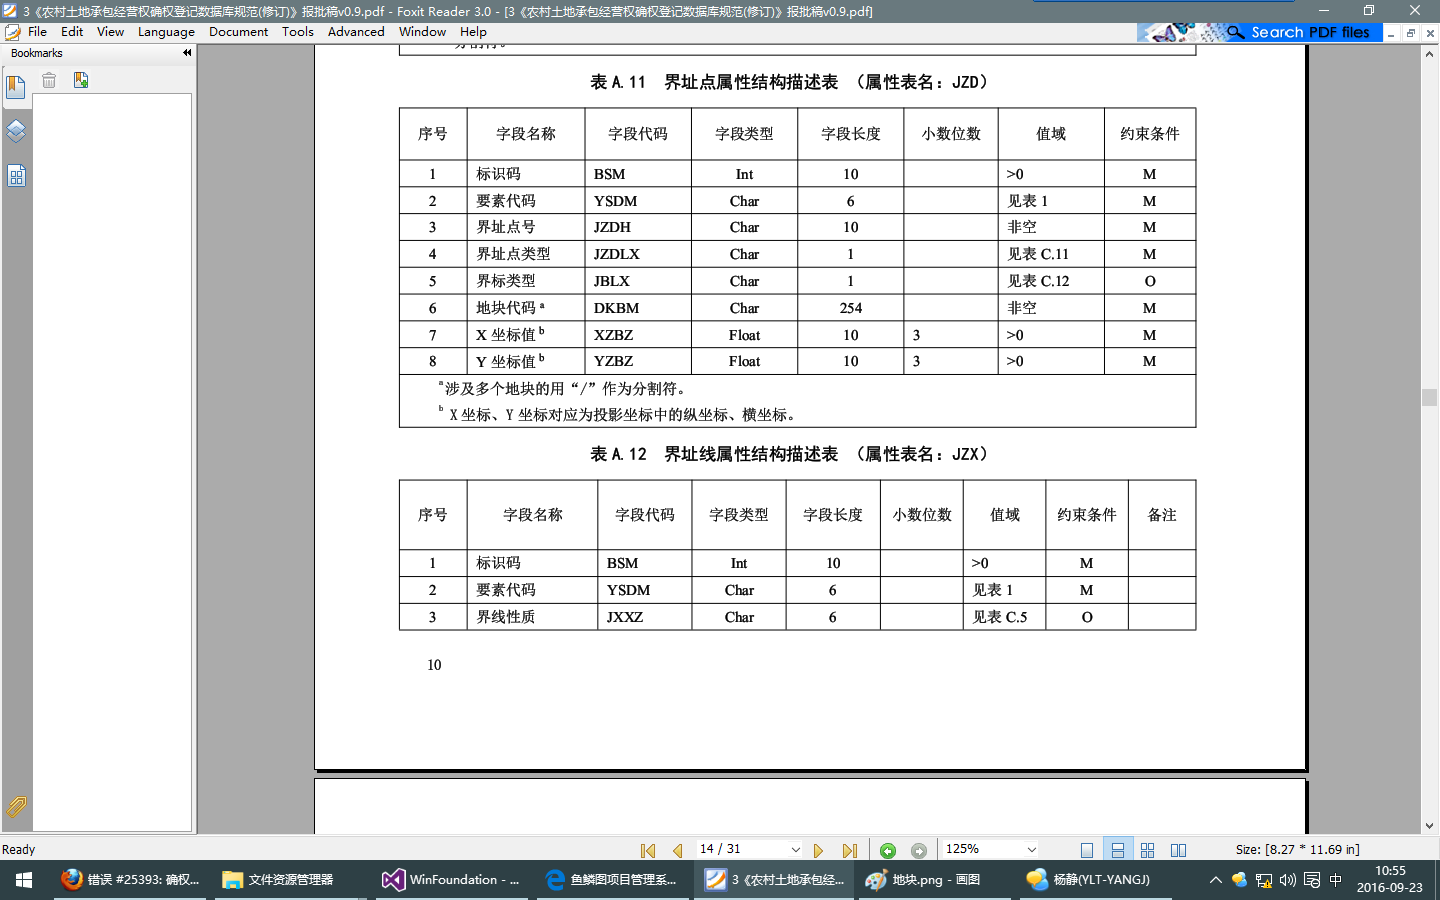 3《农村土地承包经营权确权登记数据库规范(修订)》报批稿v0.9.pdf - Foxit Reader 3.0 - [3《农村土地承包经营权确权登记数据库规范(修订)》报批稿v0.9.pdf]
File Edit View Language Document Tools Advanced Window Help
Search PDF files
Bookmarks
分割符。
表 A.11 界址点属性结构描述表 （属性表名：JZD）
序号 字段名称 字段代码 字段类型 字段长度 小数位数 值域 约束条件
1 标识码 BSM Int 10 >0 M
2 要素代码 YSDM Char 6 见表 1 M
3 界址点号 JZDH Char 10 非空 M
4 界址点类型 JZDLX Char 1 见表 C.11 M
5 界标类型 JBLX Char 1 见表 C.12 O
6 地块代码 a DKBM Char 254 非空 M
7 X 坐标值 b XZBZ Float 10 3 >0 M
8 Y 坐标值 b YZBZ Float 10 3 >0 M
a 涉及多个地块的用“/”作为分割符。
b X 坐标、Y 坐标对应为投影坐标中的纵坐标、横坐标。
表 A.12 界址线属性结构描述表 （属性表名：JZX）
序号 字段名称 字段代码 字段类型 字段长度 小数位数 值域 约束条件 备注
1 标识码 BSM Int 10 >0 M
2 要素代码 YSDM Char 6 见表 1 M
3 界线性质 JXXZ Char 6 见表 C.5 O
10
Ready
14 / 31
125%
Size: [8.27 * 11.69 in]
错误 #25393: 确权...
文件资源管理器
WinFoundation - ...
鱼鳞图项目管理系...
3《农村土地承包经...
地块.png - 画图
杨静(YLT-YANGJ)
中
10:55
2016-09-23